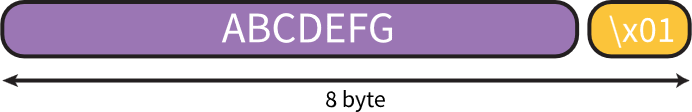 ABCDEFG \x01
8 byte